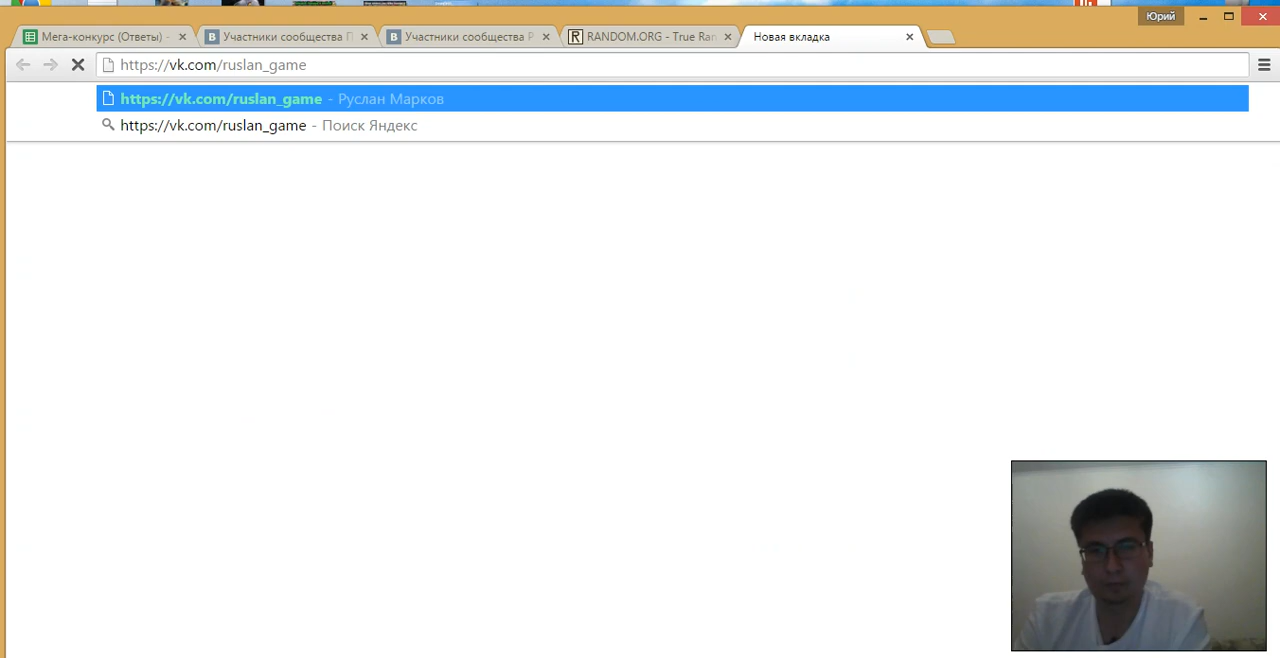 Юрий
Мега-конкурс (Ответы) -
Участники сообщества П
Участники сообщества Р
RANDOM.ORG - True Ran
Новая вкладка
https://vk.com/ruslan_game
https://vk.com/ruslan_game - Руслан Марков
https://vk.com/ruslan_game - Поиск Яндекс